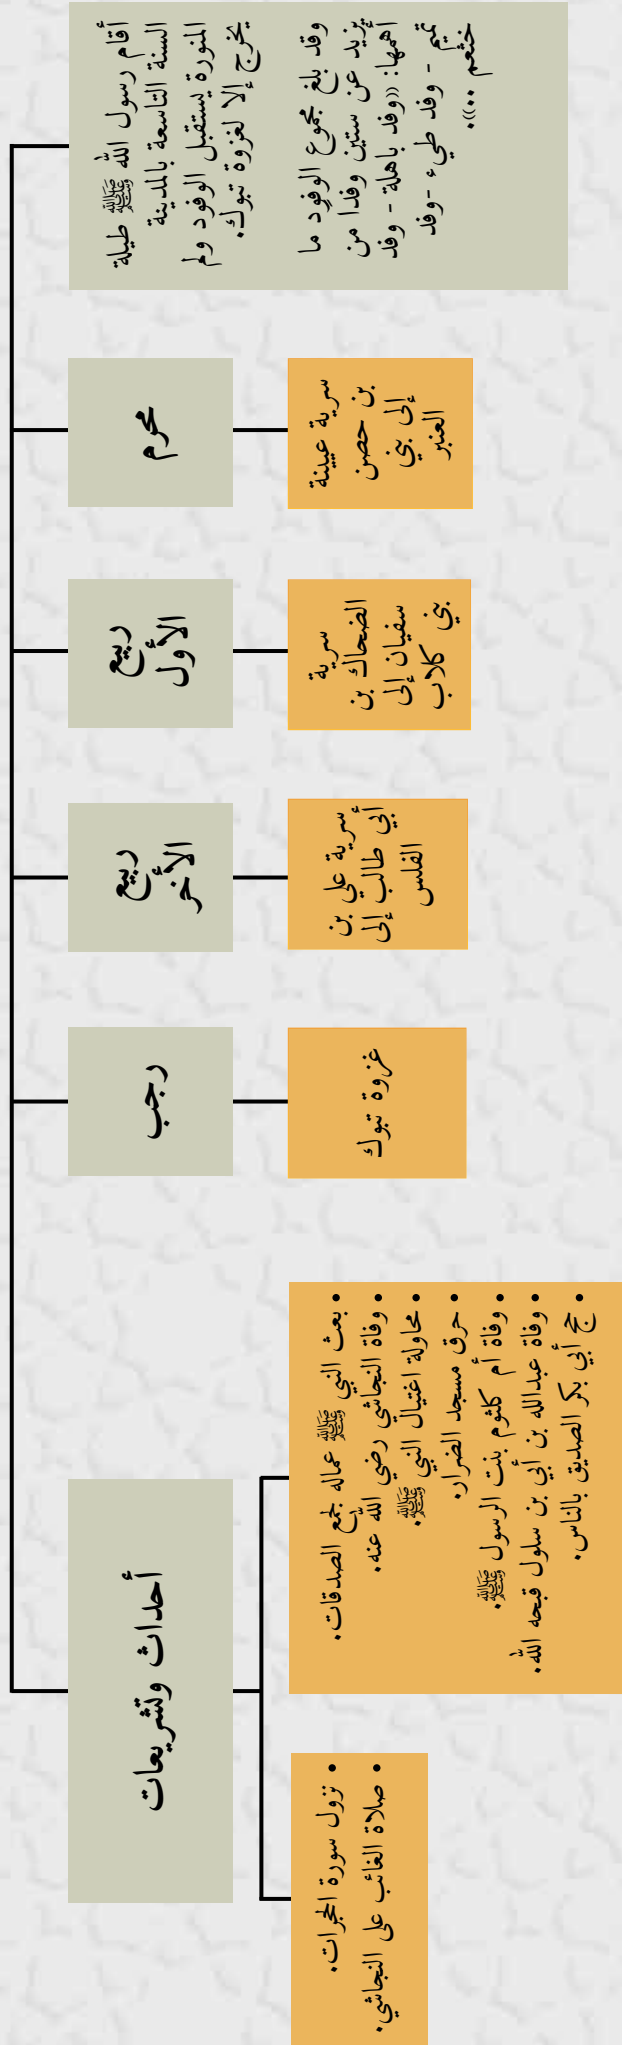 أقام رسول الله ﷺ طيلة
السنة التاسعة بالمدينة
المنورة يستقبل الوفود ولم
يخرج إلا لغزوة تبوك.
وقد بلغ مجموع الوفود ما
يزيد عن ستين وفدا من
أهمها: ((وفد باهلة - وفد
تميم - وفد طيء - وفد
خثعم ..)).
محرم
سرية عيينة
بن حصن
إلى بني
العنبر
ربيع
الأول
سرية
الضحاك بن
سفيان إلى
بني كلاب
ربيع
الأخر
سرية علي بن
أبي طالب إلى
الفلس
رجب
غزوة تبوك
أحداث وتشريعات
• بعث النبي ﷺ عماله لجمع الصدقات.
• وفاة النجاشي رضي الله عنه.
• محاولة اغتيال النبي ﷺ.
• حرق مسجد الضرار.
• وفاة أم كلثوم بنت الرسول ﷺ.
• وفاة عبدالله بن أبي بن سلول قبحه الله.
• حج أبي بكر الصديق بالناس.
• نزول سورة الحجرات.
• صلاة الغائب على النجاشي.